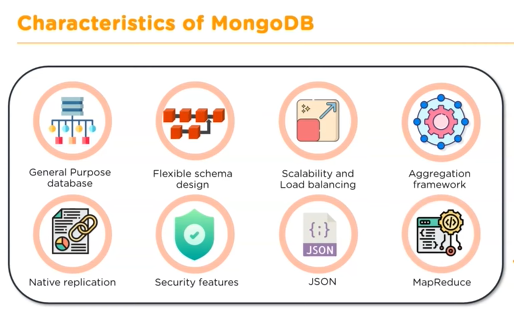 Characteristics of MongoDB
General Purpose
database
Flexible schema
design
Scalability and
Load balancing
Aggregation
framework
Native replication
Security features
{;}
JSON
JSON
MapReduce